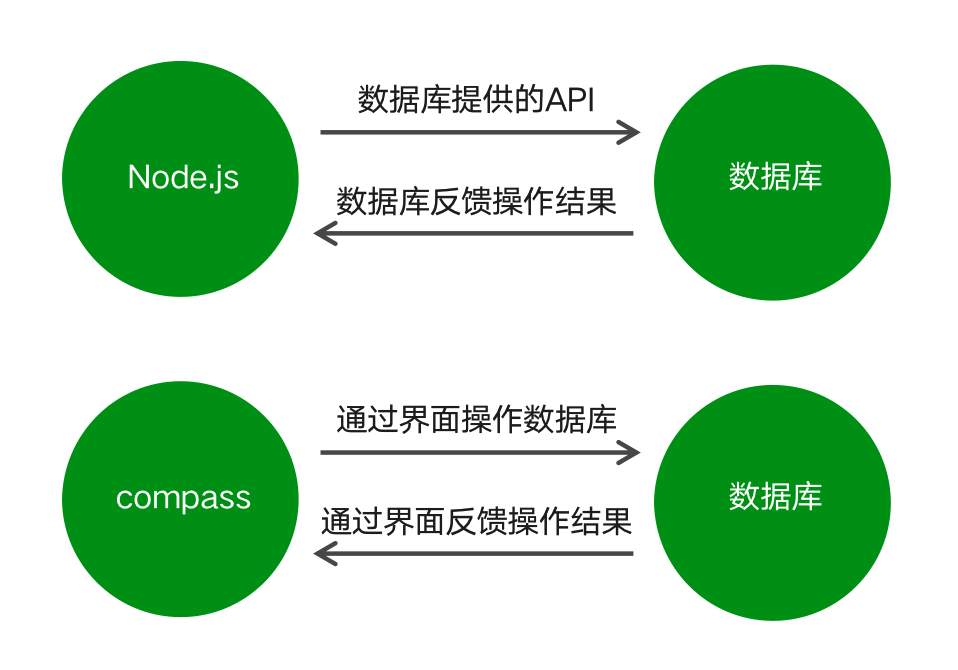 数据库提供的API
Node.js
数据库
数据库反馈操作结果
通过界面操作数据库
compass
数据库
通过界面反馈操作结果